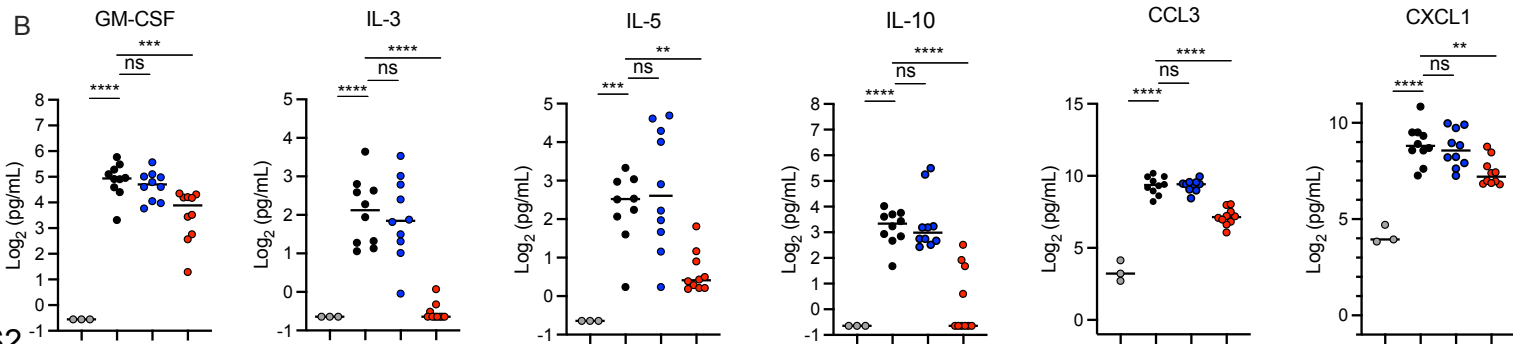 B
GM-CSF
***
ns
****
8
7
6
5
4
3
2
1
0
-1
Log2 (pg/mL)
IL-3
****
ns
****
5
4
3
2
1
0
-1
Log2 (pg/mL)
IL-5
**
ns
***
5
4
3
2
1
0
-1
Log2 (pg/mL)
IL-10
****
ns
****
8
7
6
5
4
3
2
1
0
-1
Log2 (pg/mL)
CCL3
****
ns
****
15
10
5
0
Log2 (pg/mL)
CXCL1
**
ns
****
10
5
0
Log2 (pg/mL)